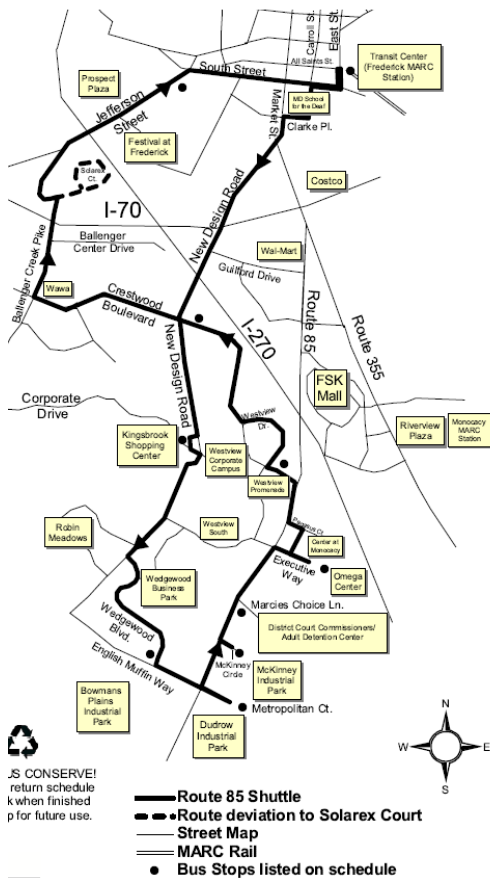 Carroll St.
East St.
All Saints St.
South Street
Transit Center
(Frederick MARC
Station)
Prospect
Plaza
MD School
for the Deaf
Jefferson
Street
Market St.
Clarke Pl.
Festival at
Frederick
Solarex
Ct.
Costco
I-70
New Design Road
Ballenger
Center Drive
Wal-Mart
Guilford Drive
Ballenger Creek Pike
Wawa
Crestwood
Boulevard
I-270
Route 85
Route 355
New Design Road
FSK
Mall
Corporate
Drive
Westview
Dr.
Riverview
Plaza
Monocacy
MARC
Station
Kingsbrook
Shopping
Center
Westview
Corporate
Campus
Westview
Promenade
Robin
Meadows
Westview
South
Pegasus Ct.
Center at
Monocacy
Executive
Way
Omega
Center
Wedgewood
Business
Park
Marcies Choice Ln.
Wedgewood
Blvd.
District Court Commissioners/
Adult Detention Center
English Muffin Way
McKinney
Circle
McKinney
Industrial
Park
Bowmans
Plains
Industrial
Park
Metropolitan Ct.
Dudrow
Industrial
Park
N
W
E
S
US CONSERVE!
return schedule
k when finished
p for future use.
Route 85 Shuttle
Route deviation to Solarex Court
Street Map
MARC Rail
Bus Stops listed on schedule